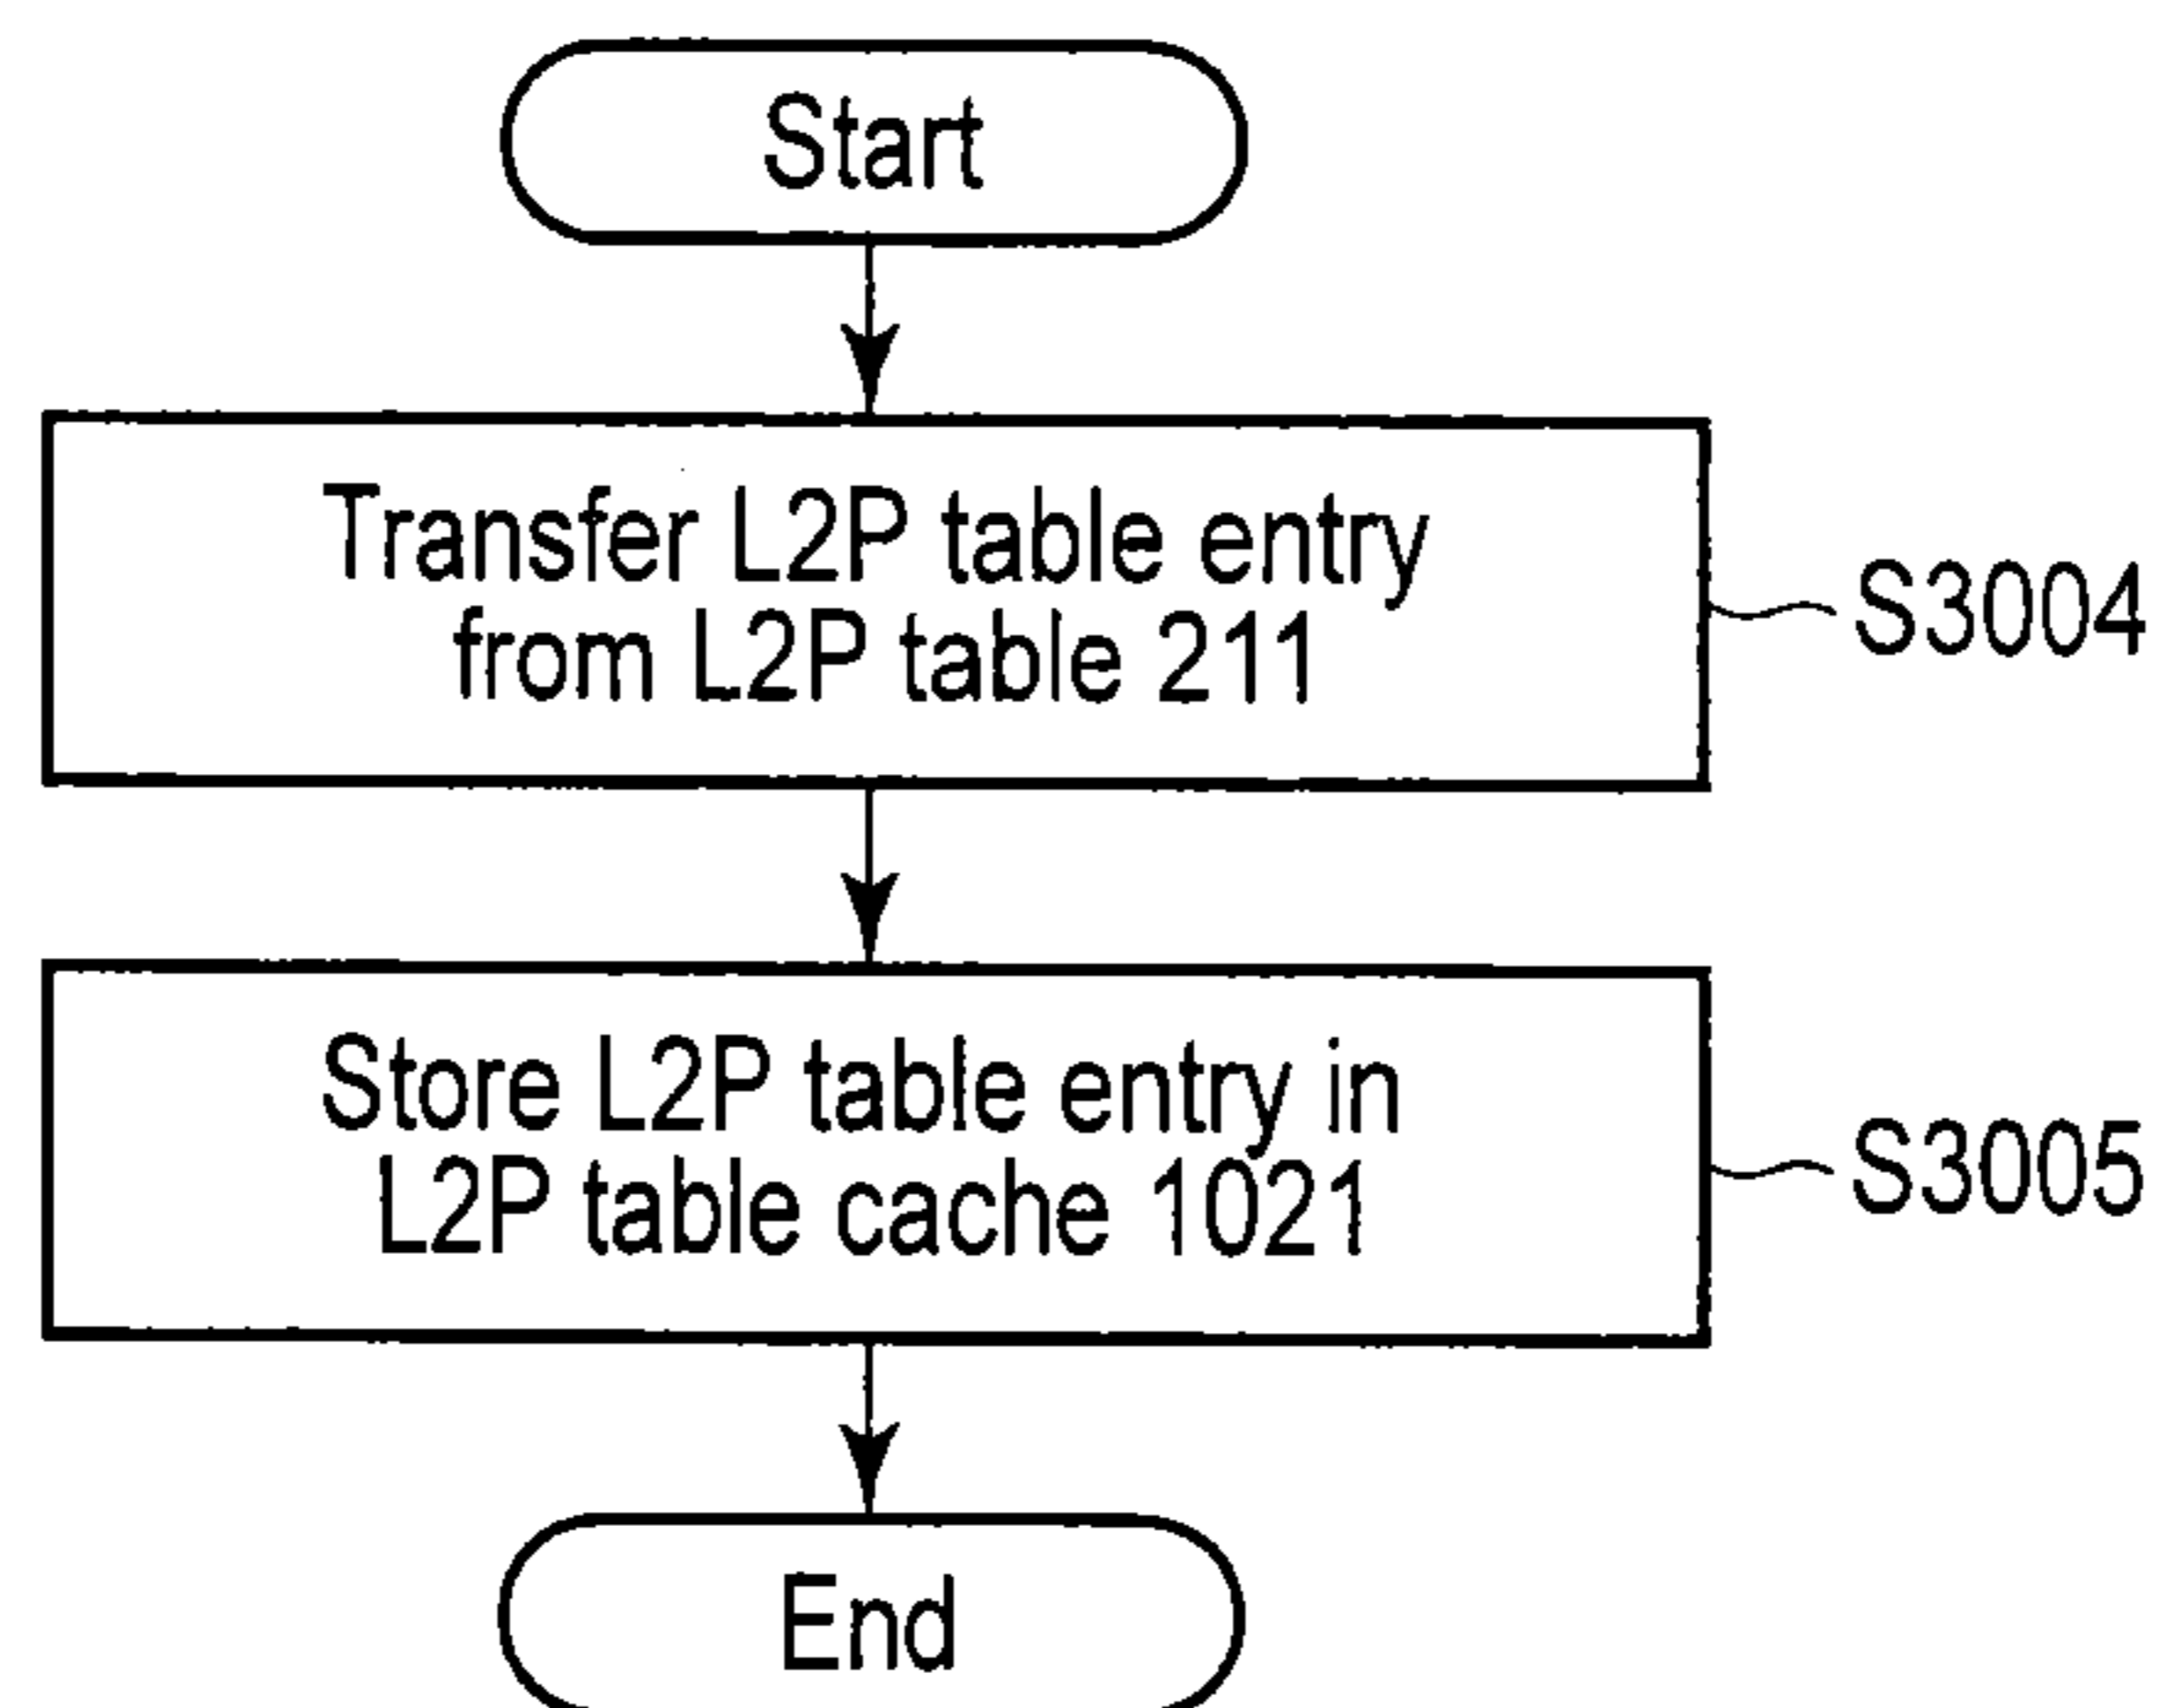 Start
Transfer L2P table entry
from L2P table 211
S3004
Store L2P table entry in
L2P table cache 1021
S3005
End